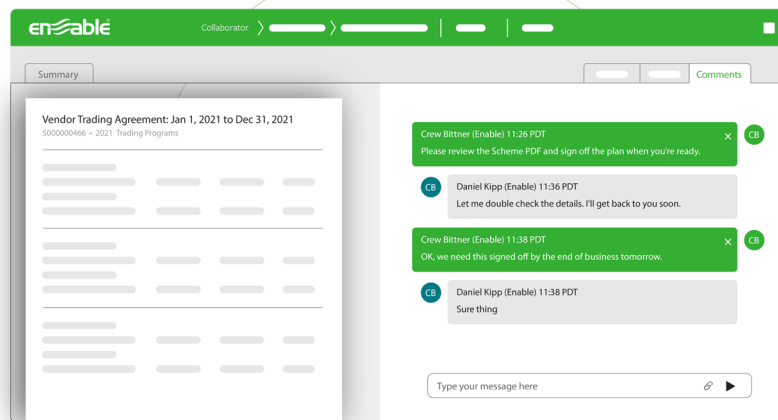 enable
Collaborator
Summary
Comments
Vendor Trading Agreement: Jan 1, 2021 to Dec 31, 2021
5000000466 • 2021 Trading Programs
Crew Bittner (Enable) 11:26 PDT
Please review the Scheme PDF and sign off the plan when you're ready.
CB
CB
Daniel Kipp (Enable) 11:36 PDT
Let me double check the details. I'll get back to you soon.
Crew Bittner (Enable) 11:38 PDT
OK, we need this signed off by the end of business tomorrow.
CB
CB
Daniel Kipp (Enable) 11:38 PDT
Sure thing
Type your message here